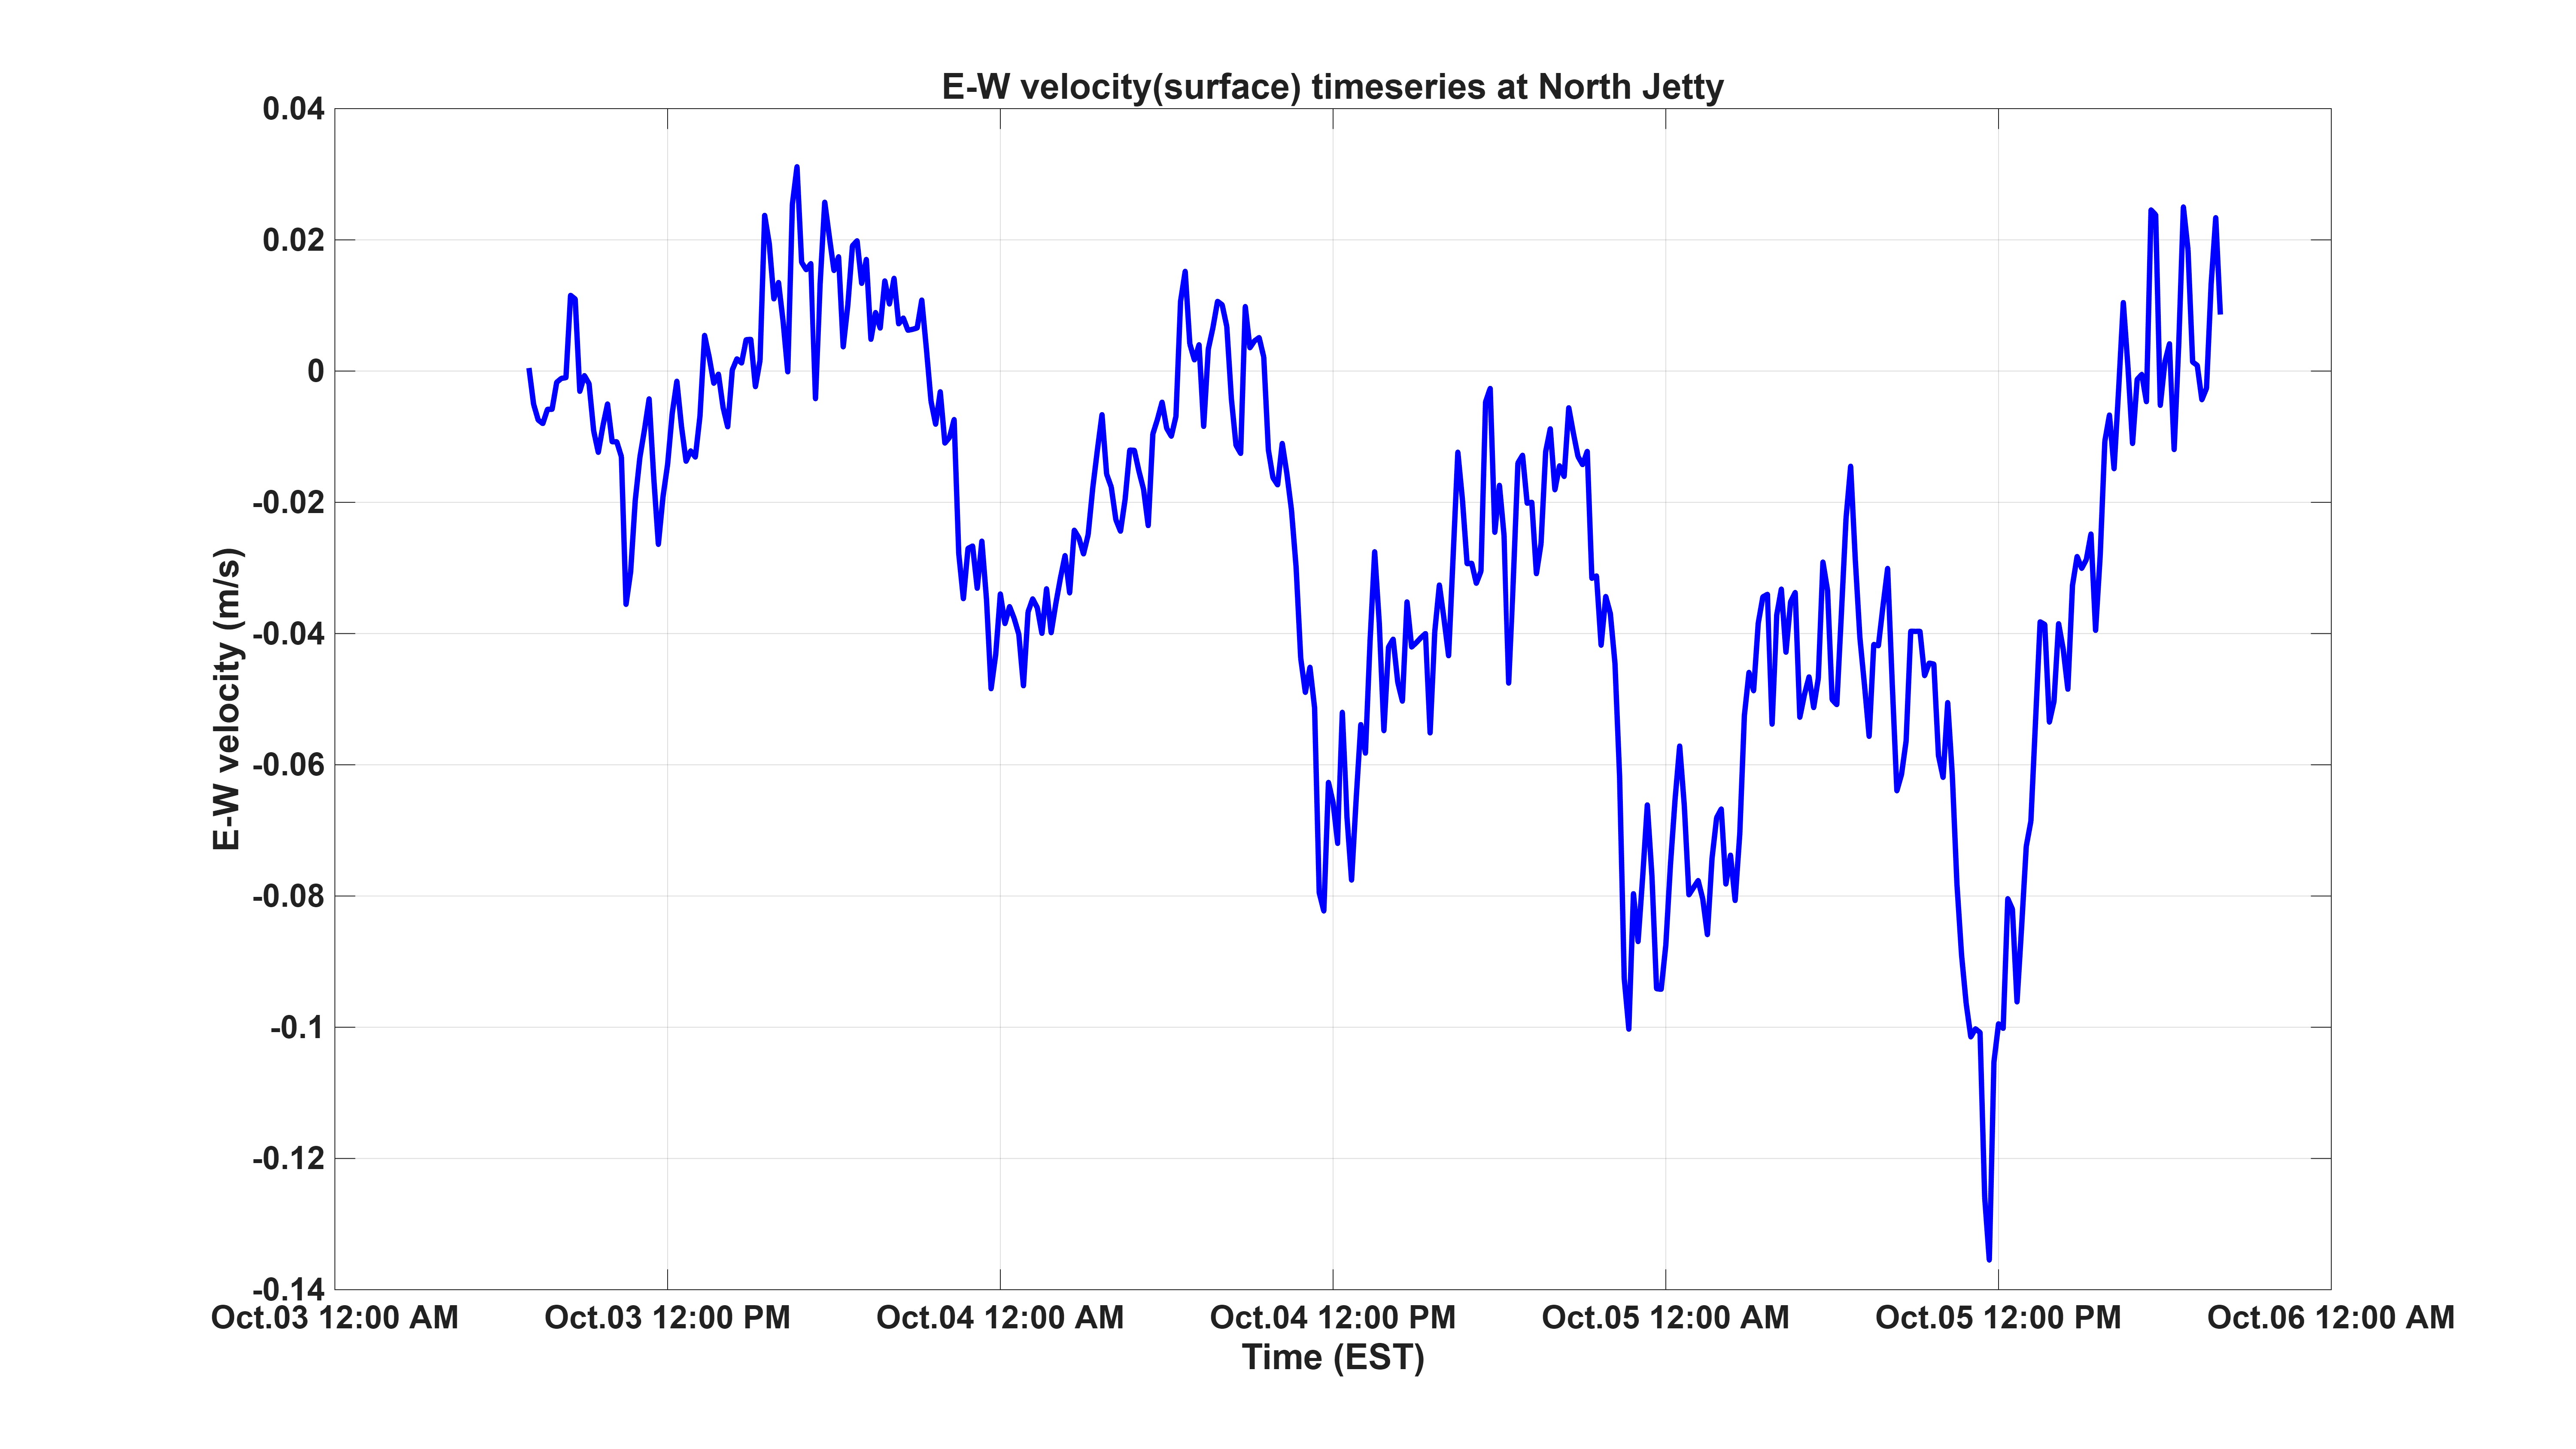 E-W velocity(surface) timeseries at North Jetty
0.04
0.02
0
-0.02
-0.04
-0.06
-0.08
-0.1
-0.12
-0.14
E-W velocity (m/s)
Oct.03 12:00 AM
Oct.03 12:00 PM
Oct.04 12:00 AM
Oct.04 12:00 PM
Oct.05 12:00 AM
Oct.05 12:00 PM
Oct.06 12:00 AM
Time (EST)